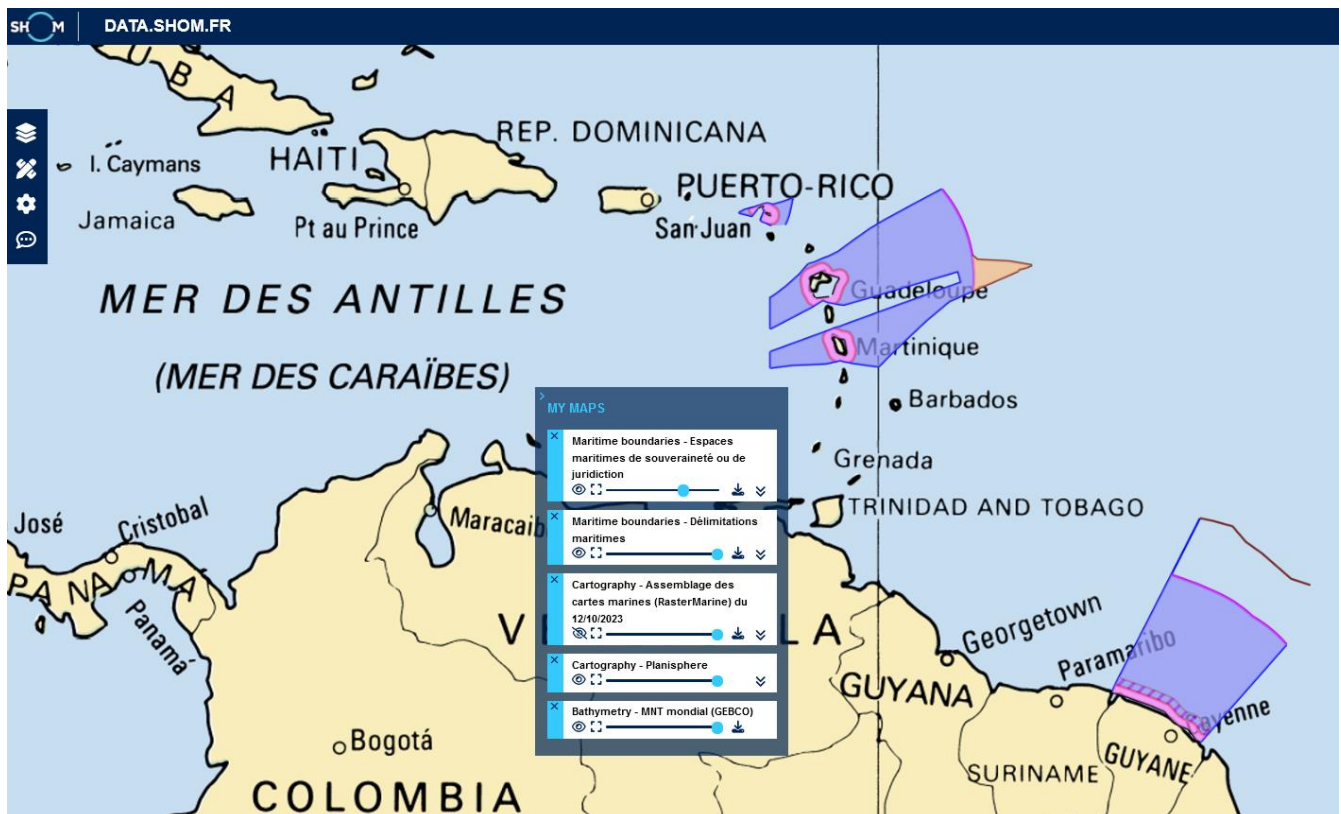 SHOM
DATA.SHOM.FR
UBA
I. Caymans
HAITI
REP. DOMINICANA
Jamaica
Pt au Prince
PUERTO-RICO
San Juan
MER DES ANTILLES
(MER DES CARAÏBES)
Guadeloupe
Martinique
Barbados
Grenada
TRINIDAD AND TOBAGO
MY MAPS
Maritime boundaries - Espaces
maritimes de souveraineté ou de
juridiction
Maritime boundaries - Délimitations
maritimes
Cartography - Assemblage des
cartes marines (RasterMarine) du
12/10/2023
Cartography - Planisphere
Bathymetry - MNT mondial (GEBCO)
José
Cristobal
PANAMA
Panamá
Maracaib
V
L A
Georgetown
Paramaribo
GUYANA
Cayenne
SURINAME
GUYANE
Bogotá
COLOMBIA